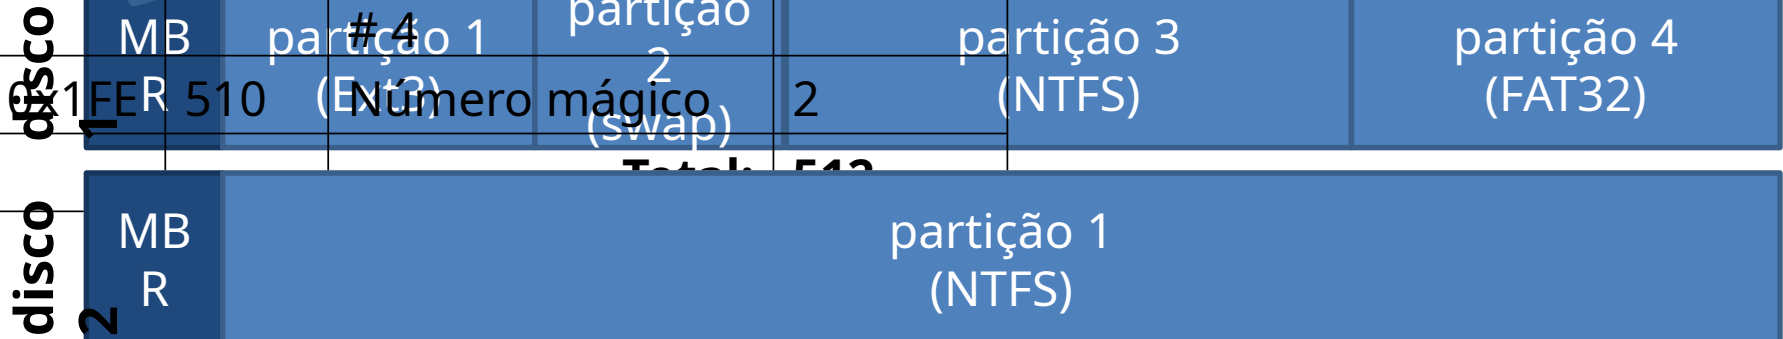 disco 1
MBR
partição 1
(Ext3)
partição 2
(swap)
partição 3
(NTFS)
partição 4
(FAT32)
# 4
0x1FE 510 Número mágico 2
Total: 512
disco 2
MBR
partição 1
(NTFS)